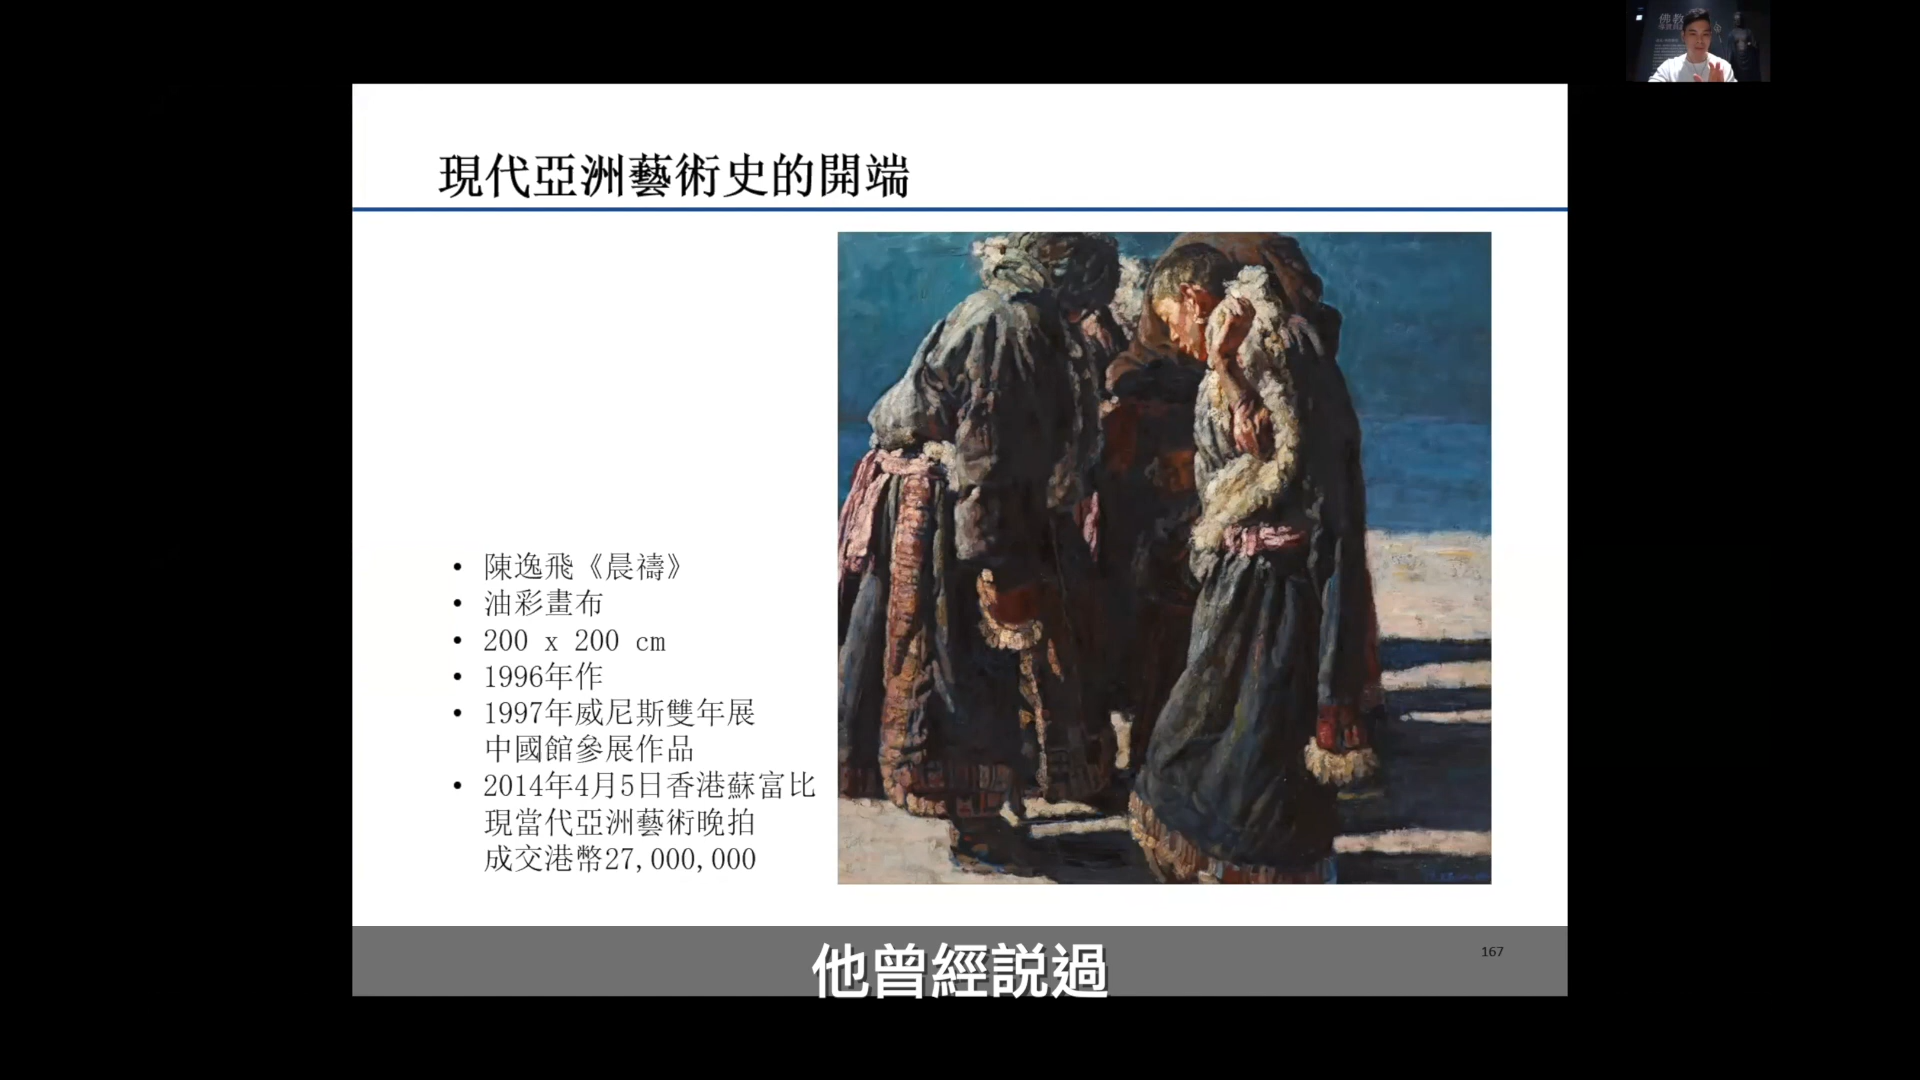 現代亞洲藝術史的開端
• 陳逸飛《晨禱》
• 油彩畫布
• 200 x 200 cm
• 1996年作
• 1997年威尼斯雙年展
中國館參展作品
• 2014年4月5日香港蘇富比
現當代亞洲藝術晚拍
成交港幣27,000,000
167
他曾經説過
佛教